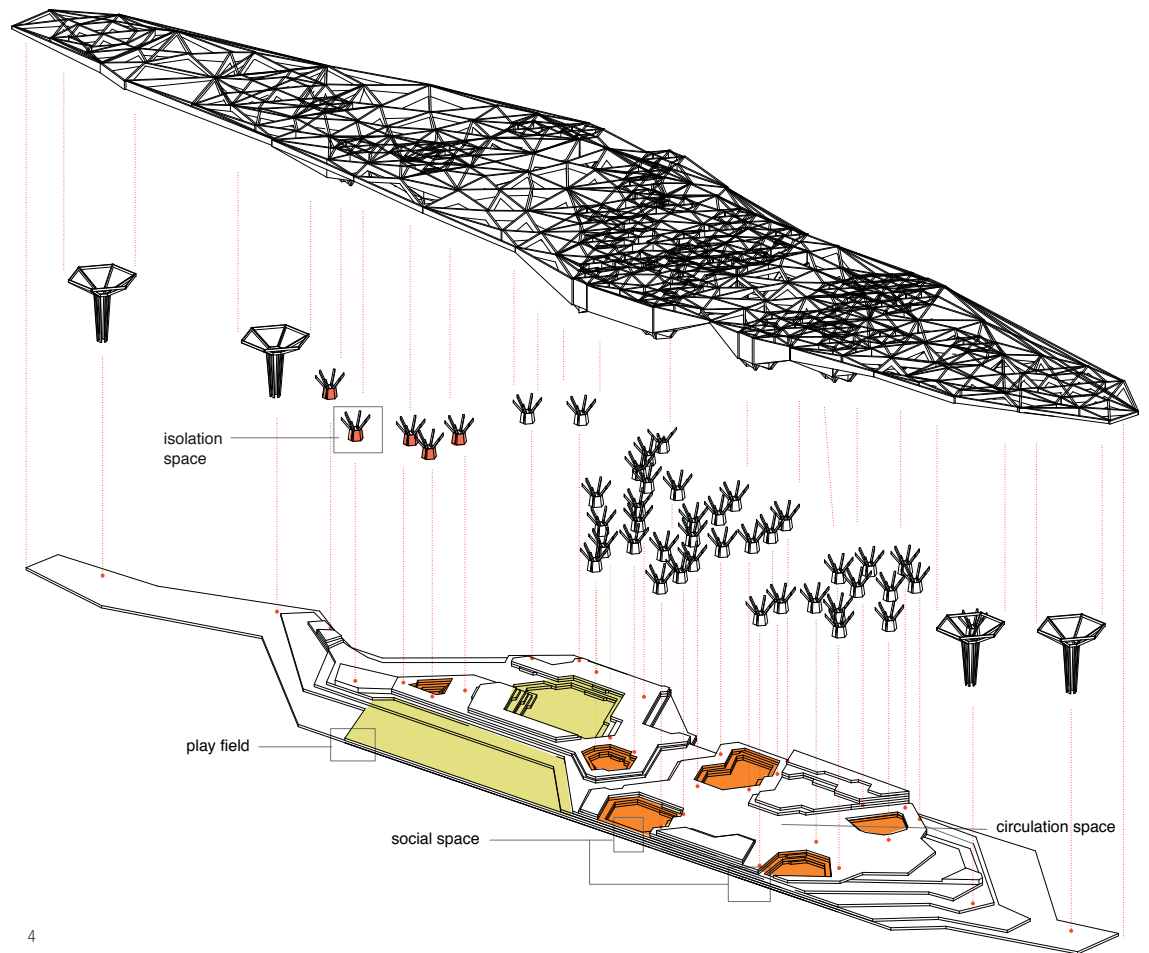 isolation
space
play field
social space
circulation space
4